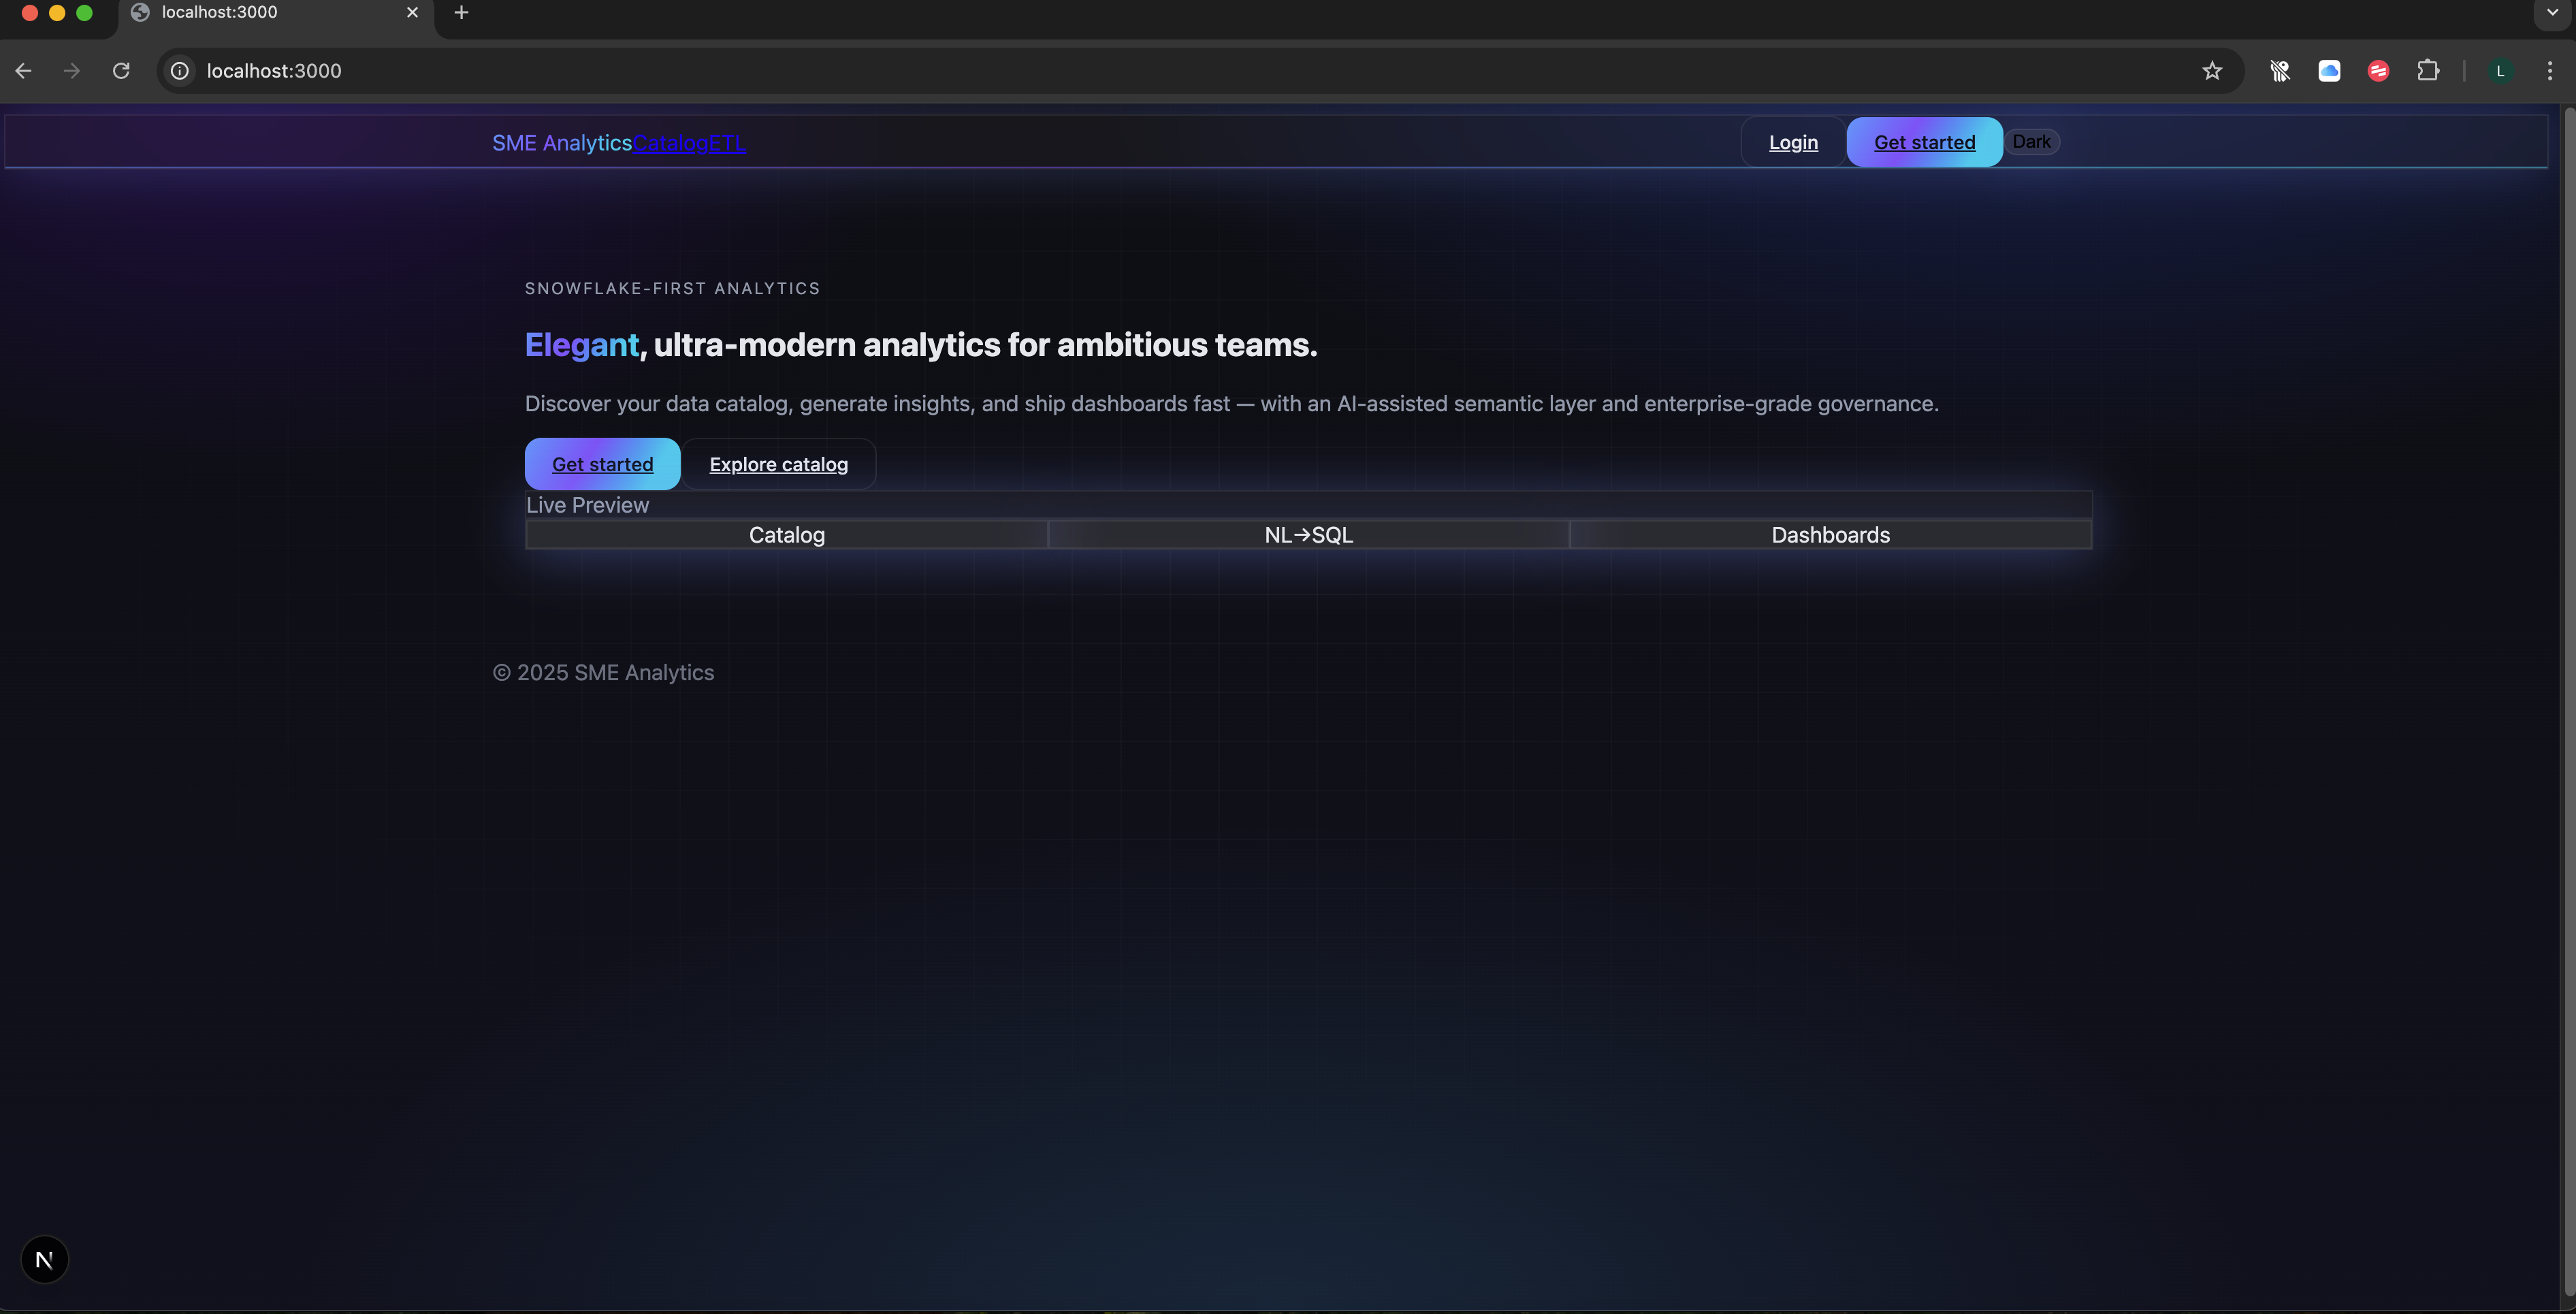 localhost:3000
localhost:3000
L
SME AnalyticsCatalogETL
Login
Get started
Dark
SNOWFLAKE-FIRST ANALYTICS
Elegant, ultra-modern analytics for ambitious teams.
Discover your data catalog, generate insights, and ship dashboards fast — with an AI-assisted semantic layer and enterprise-grade governance.
Get started
Explore catalog
Live Preview
Catalog
NL→SQL
Dashboards
© 2025 SME Analytics
N